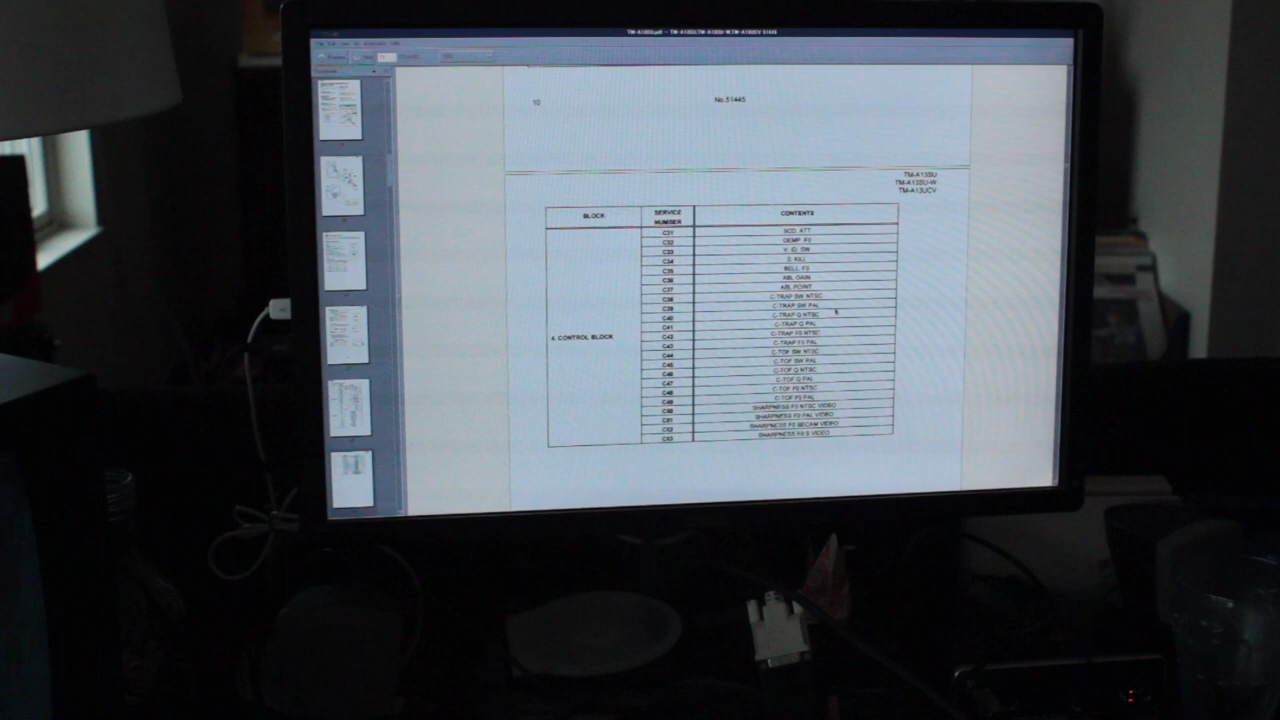 10
No.51445
TM-A13SU
TM-A13SU-W
TM-A13UCV
BLOCK
SERVICE NUMBER
CONTENTS
4. CONTROL BLOCK
C31 SCD. ATT
C32 DEMP. F0
C33 V. ID. SW
C34 S. KILL
C35 BELL. F0
C36 ABL GAIN
C37 ABL POINT
C38 C-TRAP SW NTSC
C39 C-TRAP SW PAL
C40 C-TRAP Q NTSC
C41 C-TRAP Q PAL
C42 C-TRAP F0 NTSC
C43 C-TRAP F0 PAL
C44 C-TOF SW NTSC
C45 C-TOF SW PAL
C46 C-TOF Q NTSC
C47 C-TOF Q PAL
C48 C-TOF F0 NTSC
C49 C-TOF F0 PAL
C50 SHARPNESS F0 NTSC VIDEO
C51 SHARPNESS F0 PAL VIDEO
C52 SHARPNESS F0 SECAM VIDEO
C53 SHARPNESS F0 S VIDEO